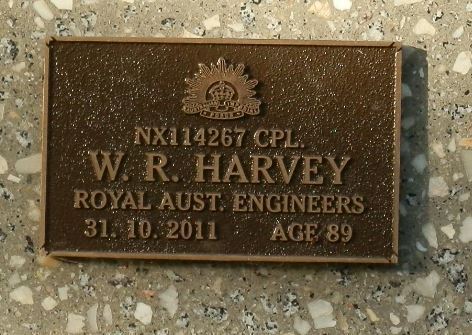 NX114267 CPL.
W. R. HARVEY
ROYAL AUST. ENGINEERS
31. 10. 2011 AGE 89